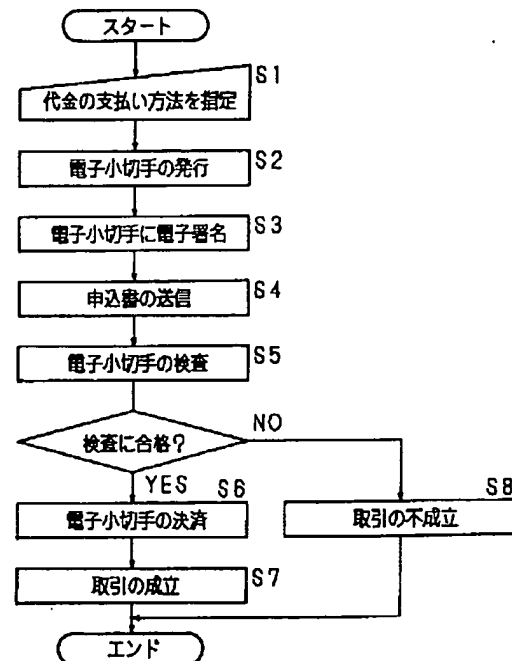 スタート
代金の支払い方法を指定 S1
電子小切手の発行 S2
電子小切手に電子署名 S3
申込書の送信 S4
電子小切手の検査 S5
検査に合格? NO
YES
電子小切手の決済 S6
取引の不成立 S8
取引の成立 S7
エンド